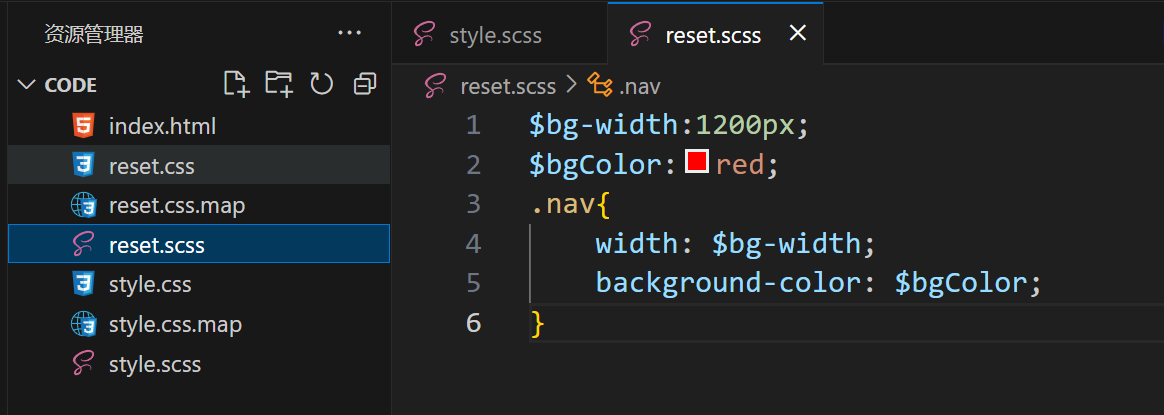 资源管理器 ...
style.scss
reset.scss
CODE
reset.scss > .nav
index.html
reset.css
reset.css.map
reset.scss
style.css
style.css.map
style.scss
1 $bg-width:1200px;
2 $bgColor: red;
3 .nav{
4 width: $bg-width;
5 background-color: $bgColor;
6 }